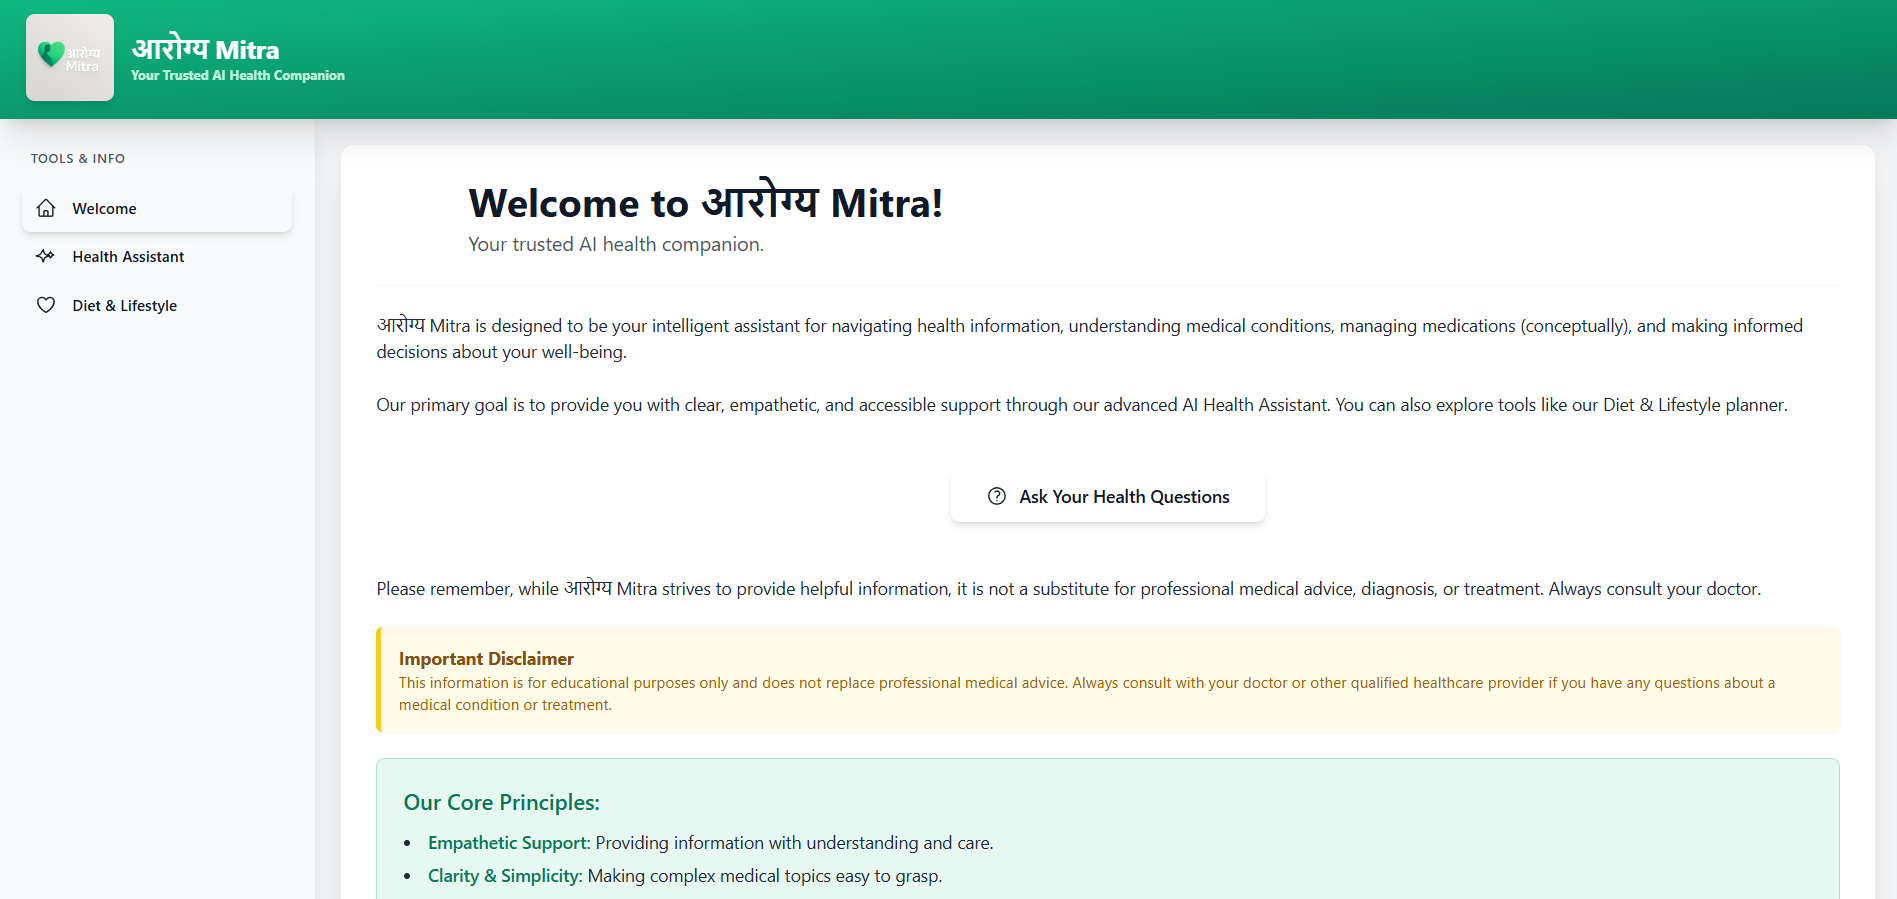 आरोग्य
Mitra
आरोग्य Mitra
Your Trusted AI Health Companion
TOOLS & INFO
Welcome
Health Assistant
Diet & Lifestyle
Welcome to आरोग्य Mitra!
Your trusted AI health companion.
आरोग्य Mitra is designed to be your intelligent assistant for navigating health information, understanding medical conditions, managing medications (conceptually), and making informed
decisions about your well-being.
Our primary goal is to provide you with clear, empathetic, and accessible support through our advanced AI Health Assistant. You can also explore tools like our Diet & Lifestyle planner.
Ask Your Health Questions
Please remember, while आरोग्य Mitra strives to provide helpful information, it is not a substitute for professional medical advice, diagnosis, or treatment. Always consult your doctor.
Important Disclaimer
This information is for educational purposes only and does not replace professional medical advice. Always consult with your doctor or other qualified healthcare provider if you have any questions about a
medical condition or treatment.
Our Core Principles:
• Empathetic Support: Providing information with understanding and care.
• Clarity & Simplicity: Making complex medical topics easy to grasp.